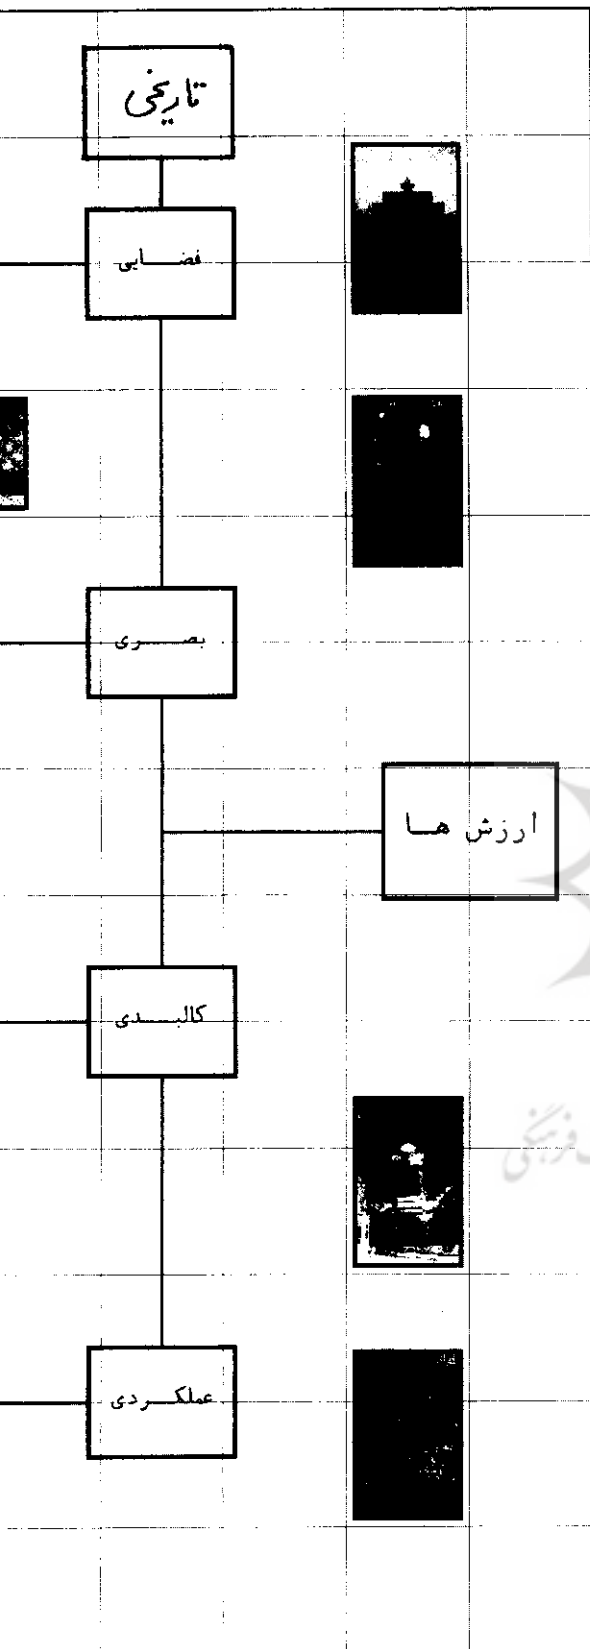 تاریخی
فضایی
بصری
ارزش ها
کالبدی
عملکردی